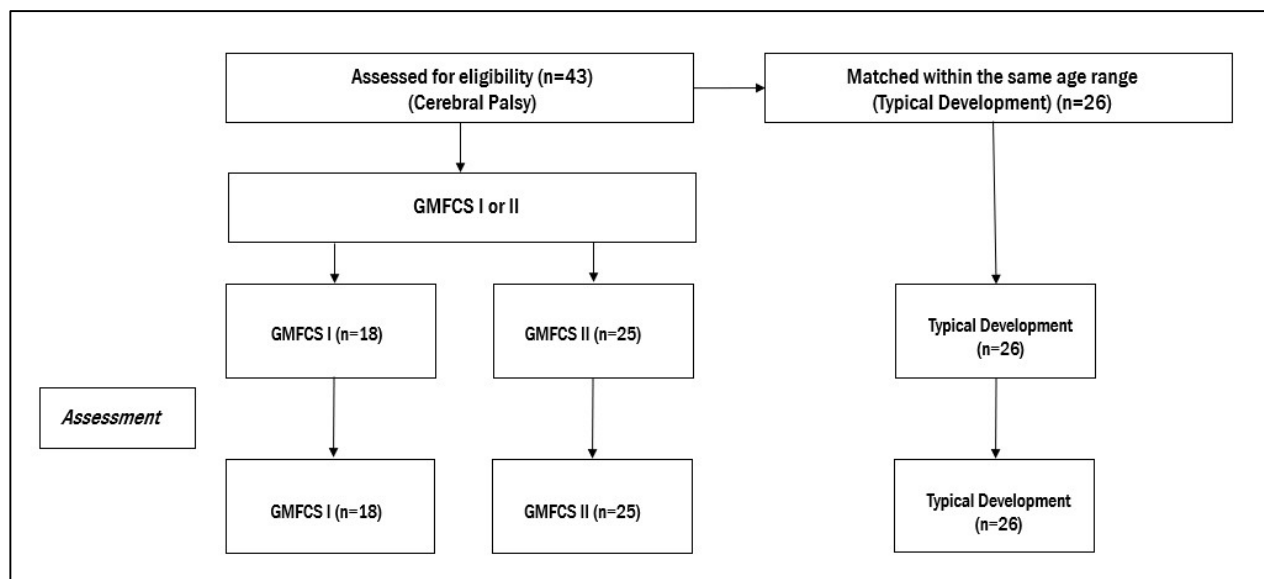 Assessed for eligibility (n=43)
(Cerebral Palsy)
Matched within the same age range
(Typical Development) (n=26)
GMFCS I or II
GMFCS I (n=18)
GMFCS II (n=25)
Typical Development
(n=26)
Assessment
GMFCS I (n=18)
GMFCS II (n=25)
Typical Development
(n=26)